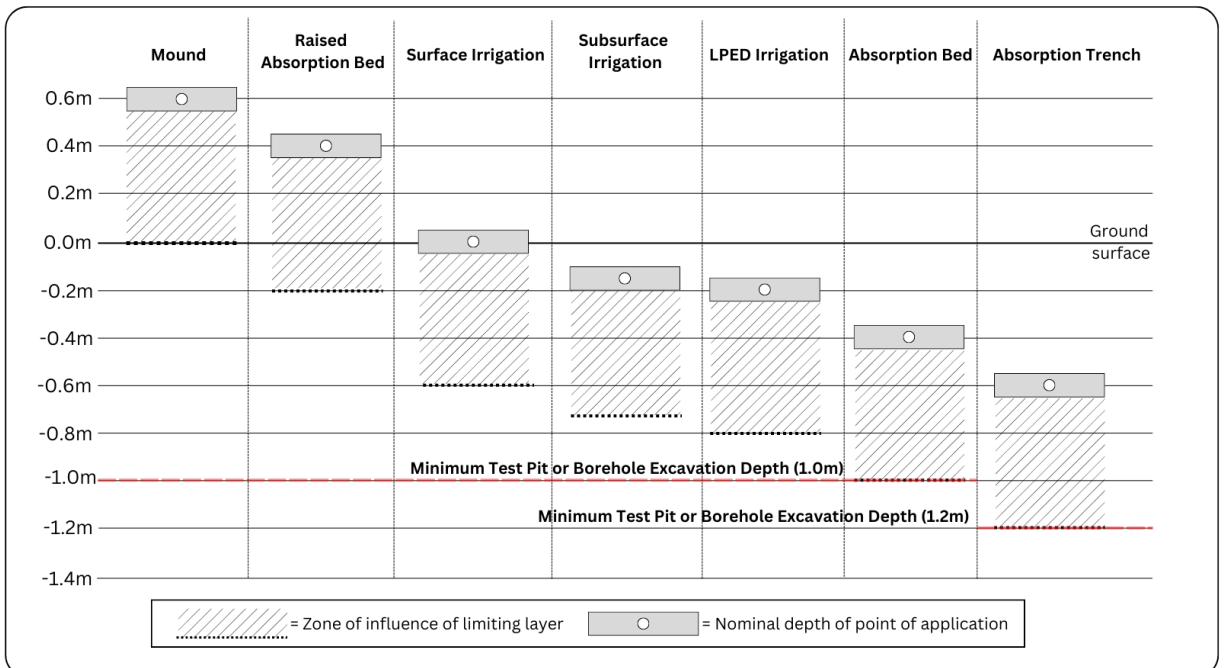 Mound
Raised
Absorption Bed
Surface Irrigation
Subsurface
Irrigation
LPED Irrigation
Absorption Bed
Absorption Trench
0.6m
0.4m
0.2m
0.0m
Ground
surface
-0.2m
-0.4m
-0.6m
-0.8m
Minimum Test Pit or Borehole Excavation Depth (1.0m)
-1.0m
Minimum Test Pit or Borehole Excavation Depth (1.2m)
-1.2m
-1.4m
= Zone of influence of limiting layer
= Nominal depth of point of application